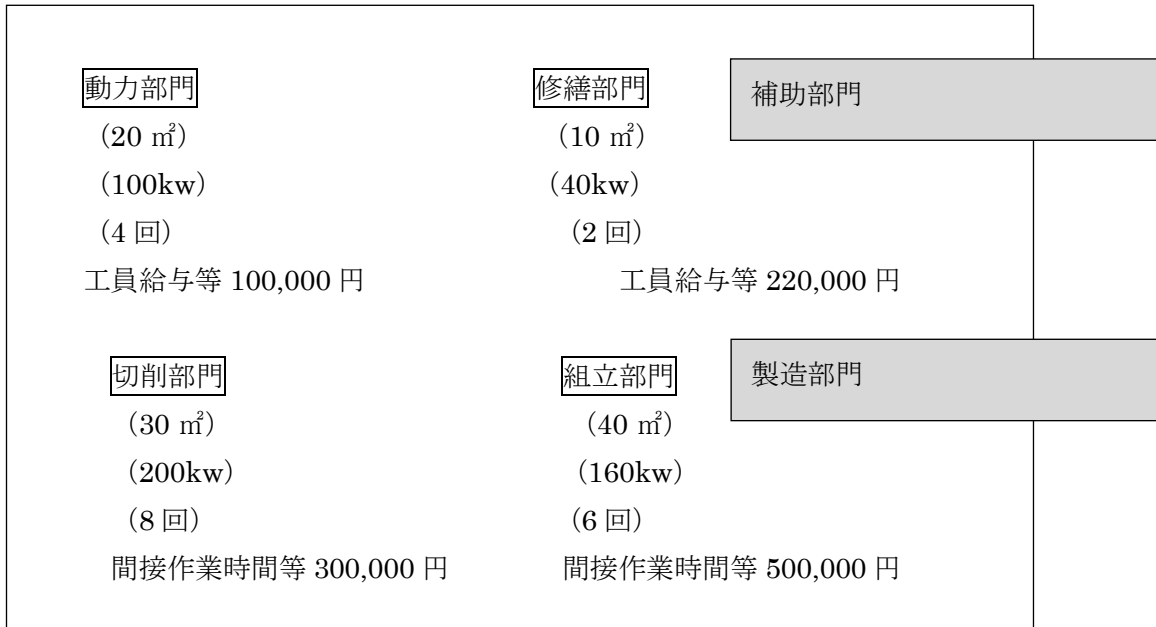 動力部門 修繕部門 補助部門
（20 ㎡） （10 ㎡）
（100kw） （40kw）
（4 回） （2 回）
工員給与等 100,000 円 工員給与等 220,000 円
切削部門 組立部門 製造部門
（30 ㎡） （40 ㎡）
（200kw） （160kw）
（8 回） （6 回）
間接作業時間等 300,000 円 間接作業時間等 500,000 円